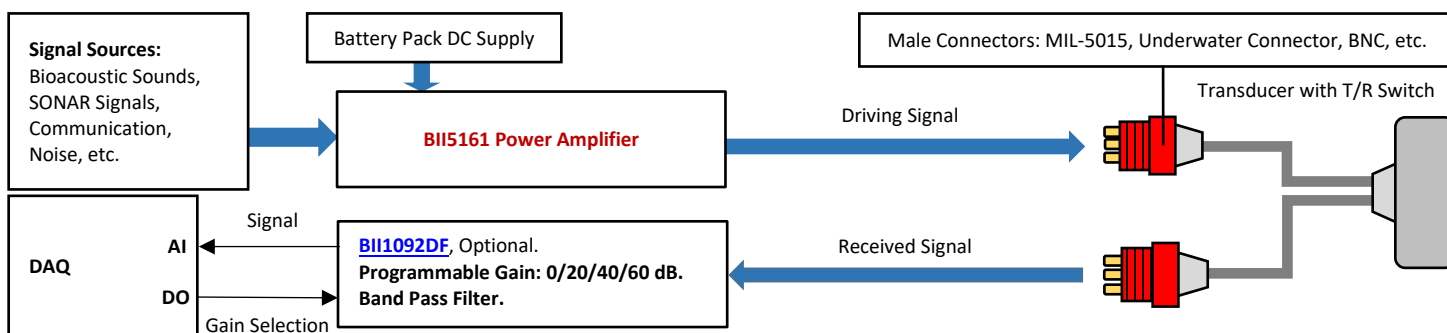 Signal Sources:
Bioacoustic Sounds,
SONAR Signals,
Communication,
Noise, etc.
Battery Pack DC Supply
BII5161 Power Amplifier
Driving Signal
Male Connectors: MIL-5015, Underwater Connector, BNC, etc.
Transducer with T/R Switch
DAQ
AI
DO
Signal
Gain Selection
BII1092DF, Optional.
Programmable Gain: 0/20/40/60 dB.
Band Pass Filter.
Received Signal